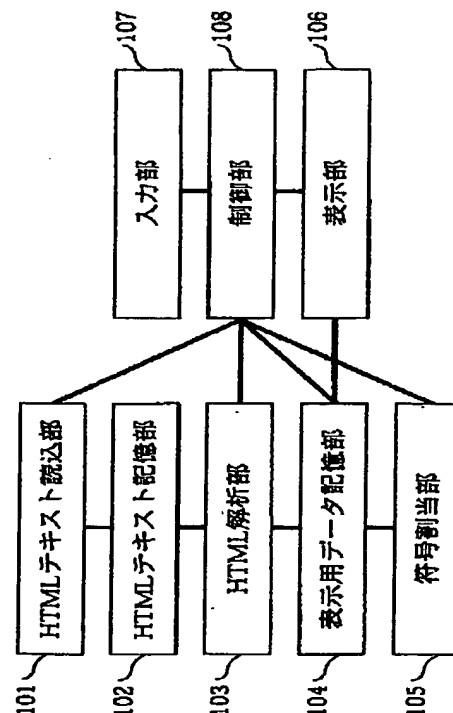 101
HTMLテキスト読込部
102
HTMLテキスト記憶部
103
HTML解析部
104
表示用データ記憶部
105
符号割当部
入力部
107
制御部
108
表示部
106